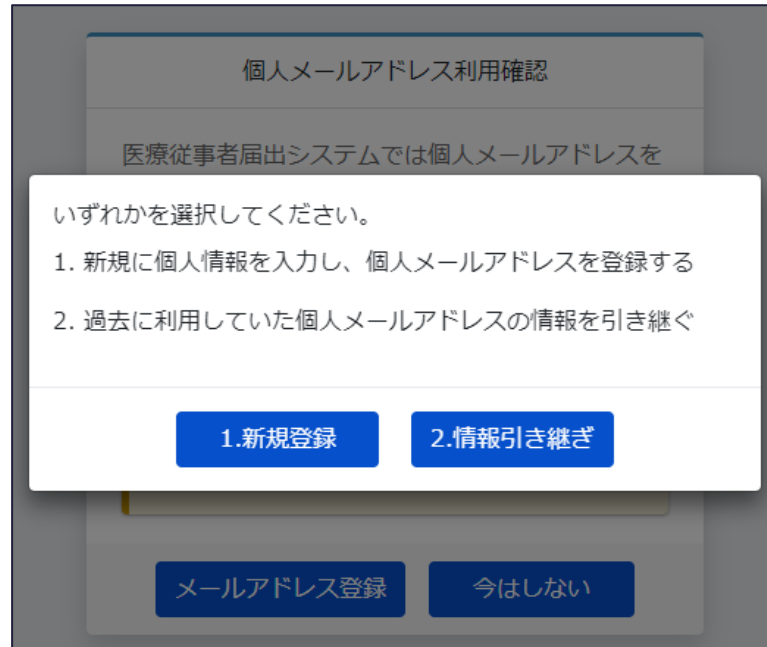 個人メールアドレス利用確認
医療従事者届出システムでは個人メールアドレスを
いずれかを選択してください。
1. 新規に個人情報を入力し、個人メールアドレスを登録する
2. 過去に利用していた個人メールアドレスの情報を引き継ぐ
1.新規登録
2.情報引き継ぎ
メールアドレス登録
今はしない